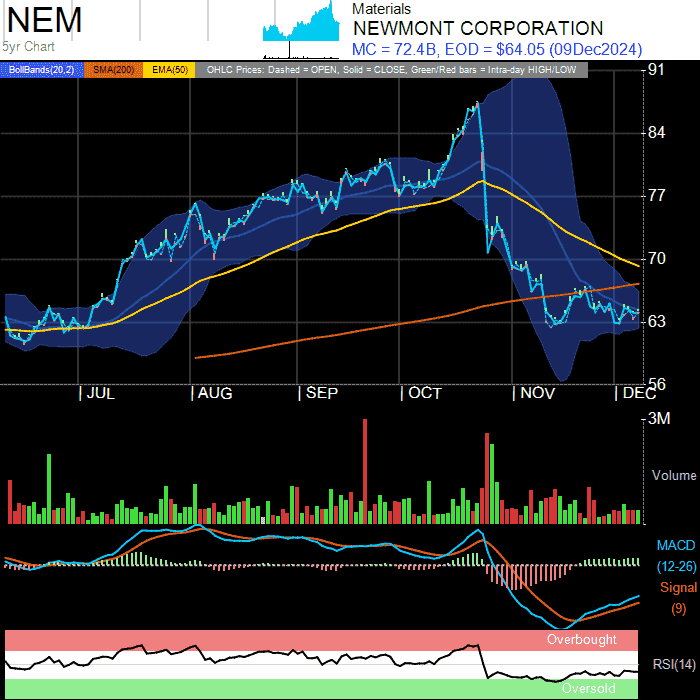 NEM
5yr Chart
Materials
NEWMONT CORPORATION
MC = 72.4B, EOD = $64.05 (09Dec2024)
BollBands(20,2) SMA(200) EMA(50) OHLC Prices: Dashed = OPEN, Solid = CLOSE, Green/Red bars = Intra-day HIGH/LOW
91
84
77
70
63
56
| JUL | AUG | SEP | OCT | NOV | DEC
3M
Volume
MACD
(12-26)
Signal
(9)
Overbought
RSI(14)
Oversold